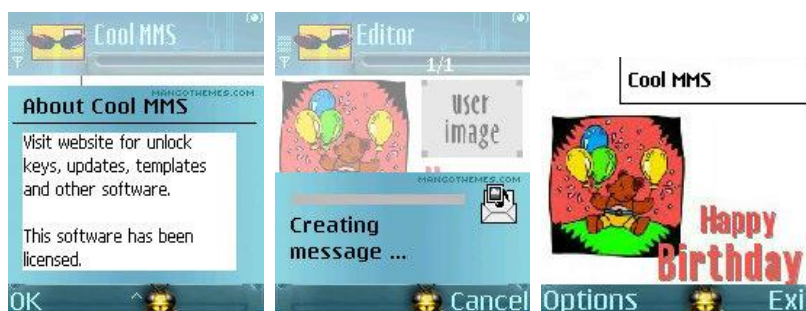 Cool MMS
MANGOTHEMES.COM
About Cool MMS
Visit website for unlock
keys, updates, templates
and other software.
This software has been
licensed.
OK
Editor
1/1
user
image
MANGOTHEMES.COM
Creating
message ...
Cancel
Cool MMS
Happy
Birthday
Options
Exi